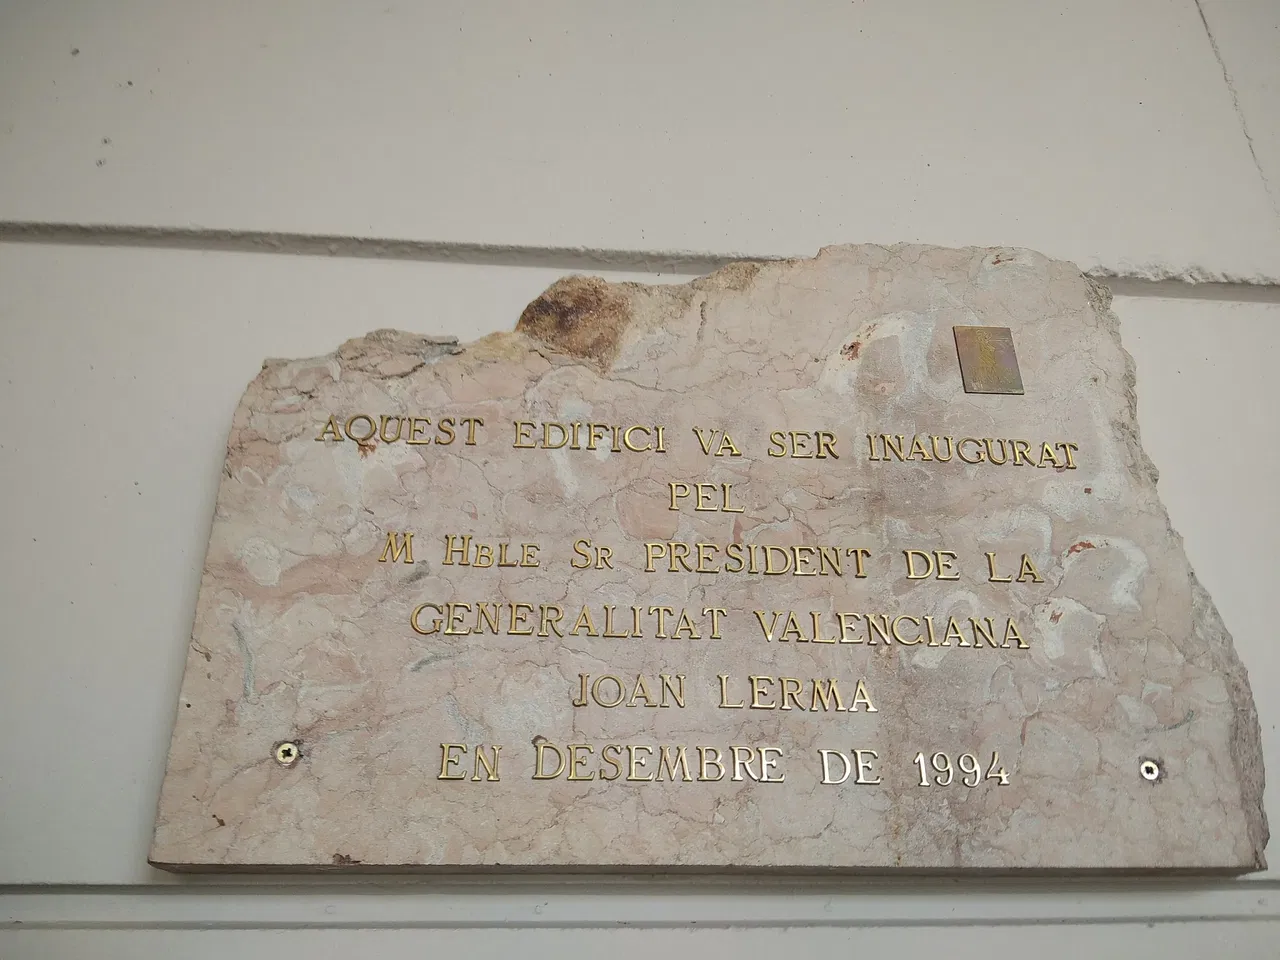 AQUEST EDIFICI VA SER INAUGURAT
PEL
M HBLE SR PRESIDENT DE LA
GENERALITAT VALENCIANA
JOAN LERMA
EN DESEMBRE DE 1994